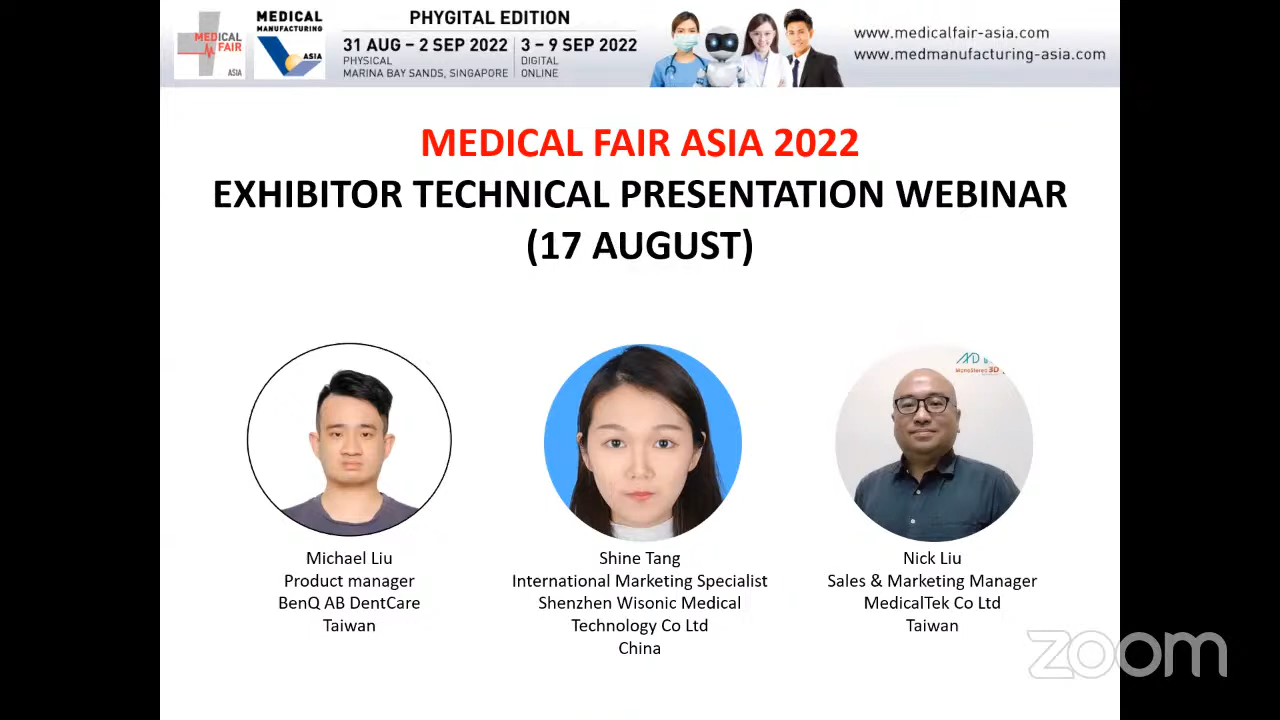 MEDICAL FAIR
ASIA
MEDICAL
MANUFACTURING
ASIA
PHYGITAL EDITION
31 AUG – 2 SEP 2022
PHYSICAL
MARINA BAY SANDS, SINGAPORE
3 – 9 SEP 2022
DIGITAL
ONLINE
www.medicalfair-asia.com
www.medmanufacturing-asia.com
MEDICAL FAIR ASIA 2022
EXHIBITOR TECHNICAL PRESENTATION WEBINAR
(17 AUGUST)
MonoStereo 3D
Michael Liu
Product manager
BenQ AB DentCare
Taiwan
Shine Tang
International Marketing Specialist
Shenzhen Wisonic Medical
Technology Co Ltd
China
Nick Liu
Sales & Marketing Manager
MedicalTek Co Ltd
Taiwan
zoom